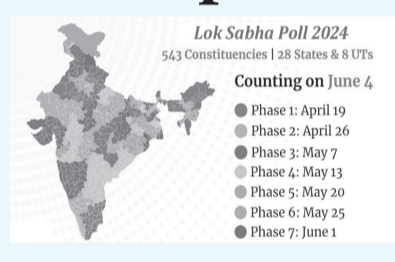 Lok Sabha Poll 2024
543 Constituencies | 28 States & 8 UTs
Counting on June 4
Phase 1: April 19
Phase 2: April 26
Phase 3: May 7
Phase 4: May 13
Phase 5: May 20
Phase 6: May 25
Phase 7: June 1